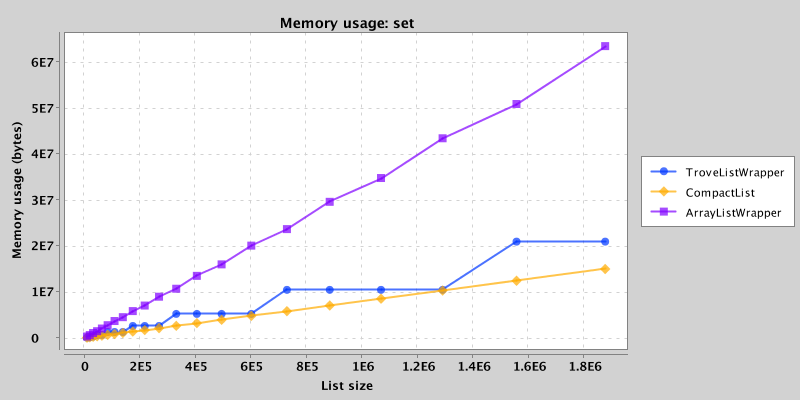 Memory usage: set
Memory usage (bytes)
6E7
5E7
4E7
3E7
2E7
1E7
0
0 2E5 4E5 6E5 8E5 1E6 1.2E6 1.4E6 1.6E6 1.8E6
List size
TroveListWrapper
CompactList
ArrayListWrapper